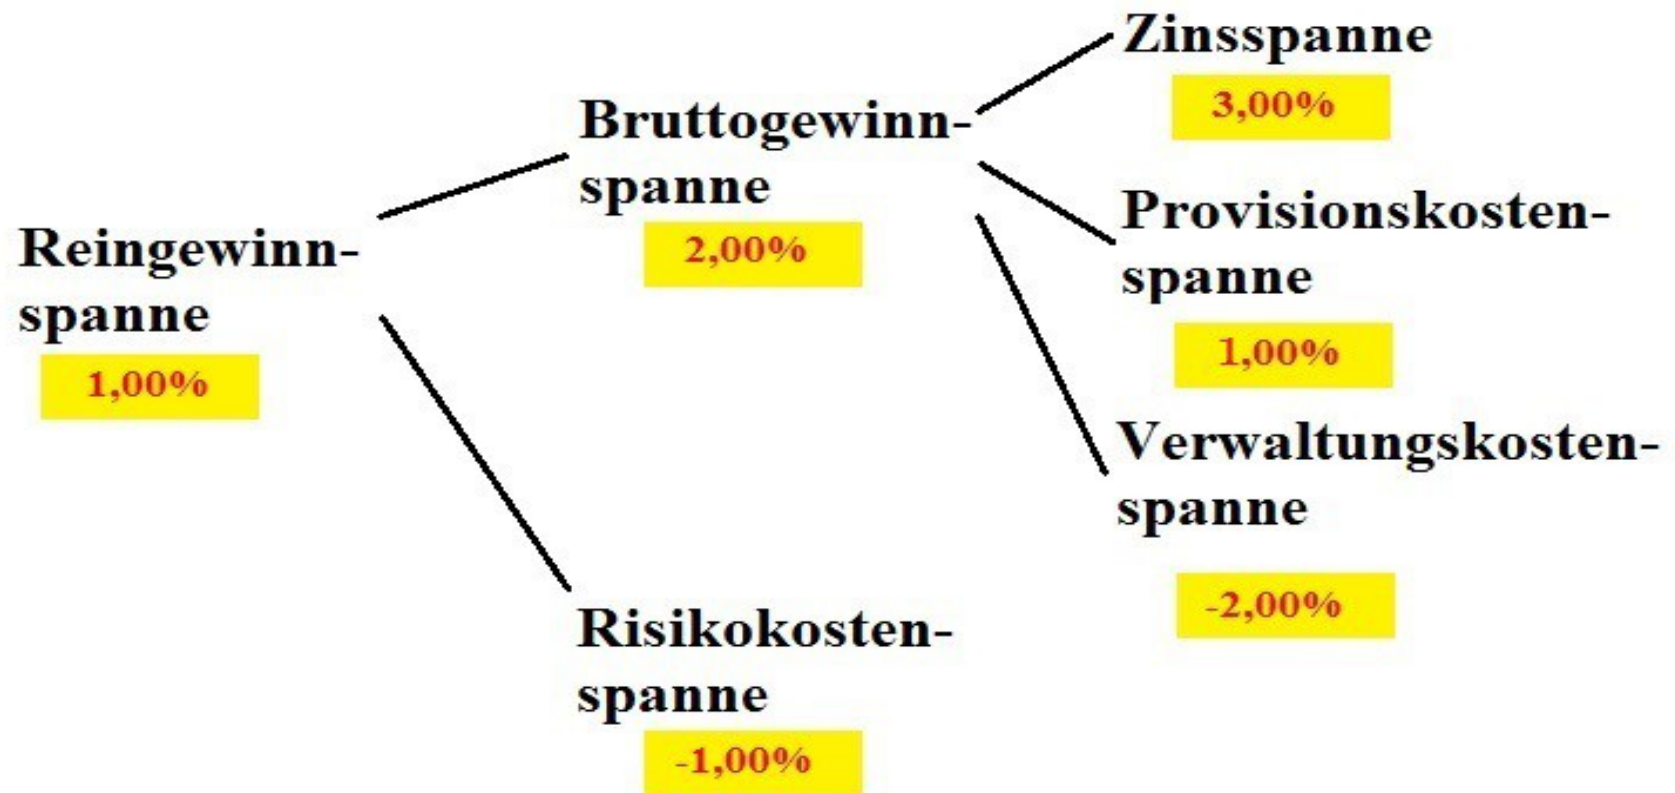 Zinsspanne
3,00%
Bruttogewinn-
spanne
2,00%
Provisionskosten-
spanne
1,00%
Reingewinn-
spanne
1,00%
Verwaltungskosten-
spanne
-2,00%
Risikokosten-
spanne
-1,00%